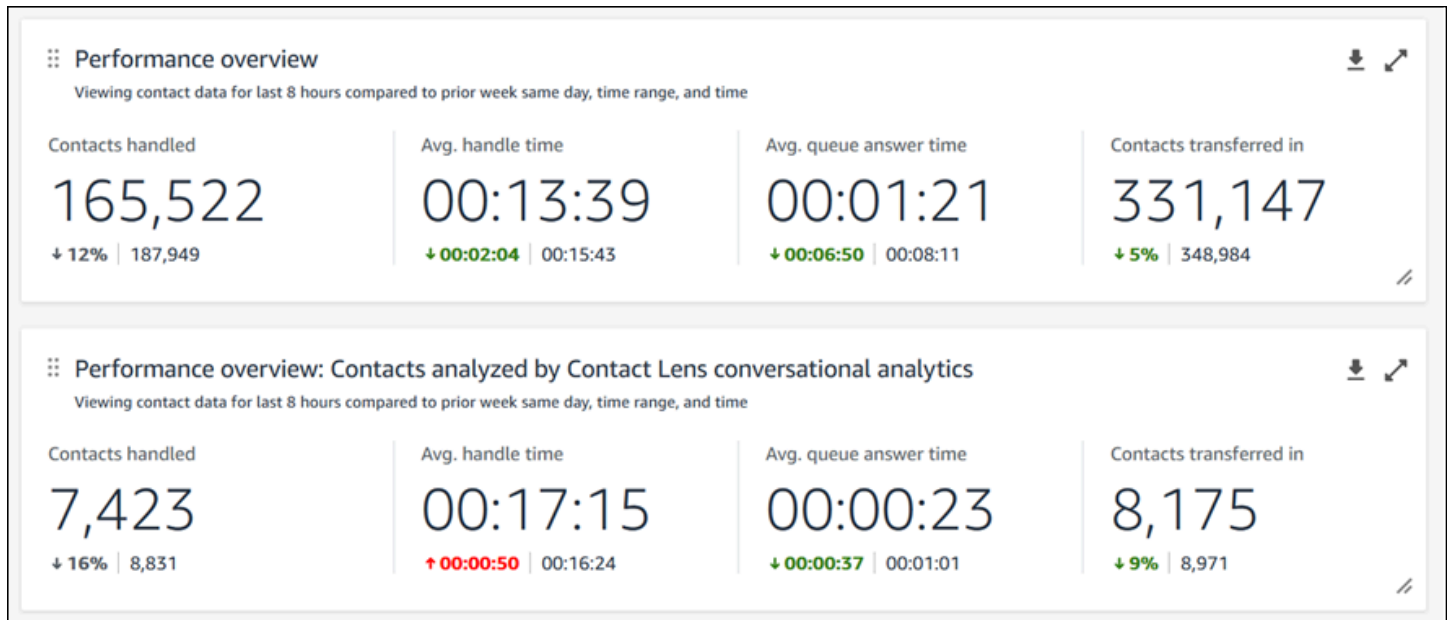 Performance overview
Viewing contact data for last 8 hours compared to prior week same day, time range, and time
Contacts handled
165,522
↓12% | 187,949
Avg. handle time
00:13:39
↓00:02:04 | 00:15:43
Avg. queue answer time
00:01:21
↓00:06:50 | 00:08:11
Contacts transferred in
331,147
↓5% | 348,984
Performance overview: Contacts analyzed by Contact Lens conversational analytics
Viewing contact data for last 8 hours compared to prior week same day, time range, and time
Contacts handled
7,423
↓16% | 8,831
Avg. handle time
00:17:15
↑00:00:50 | 00:16:24
Avg. queue answer time
00:00:23
↓00:00:37 | 00:01:01
Contacts transferred in
8,175
↓9% | 8,971